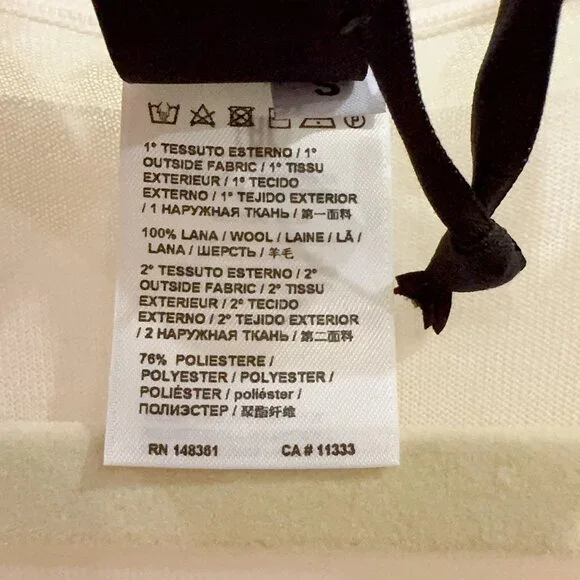 S
P
1° TESSUTO ESTERNO / 1°
OUTSIDE FABRIC / 1° TISSU
EXTERIEUR / 1° TECIDO
EXTERNO / 1° TEJIDO EXTERIOR
/ 1 НАРУЖНАЯ ТКАНЬ / 第一面料
100% LANA / WOOL / LAINE / LÃ /
LANA / ШЕРСТЬ / 羊毛
2° TESSUTO ESTERNO / 2°
OUTSIDE FABRIC / 2° TISSU
EXTERIEUR / 2° TECIDO
EXTERNO / 2° TEJIDO EXTERIOR
/ 2 НАРУЖНАЯ ТКАНЬ / 第二面料
76% POLIESTERE /
POLYESTER / POLYESTER /
POLIÉSTER / poliéster /
ПОЛИЭСТЕР / 聚酯纤维
RN 148361 CA # 11333